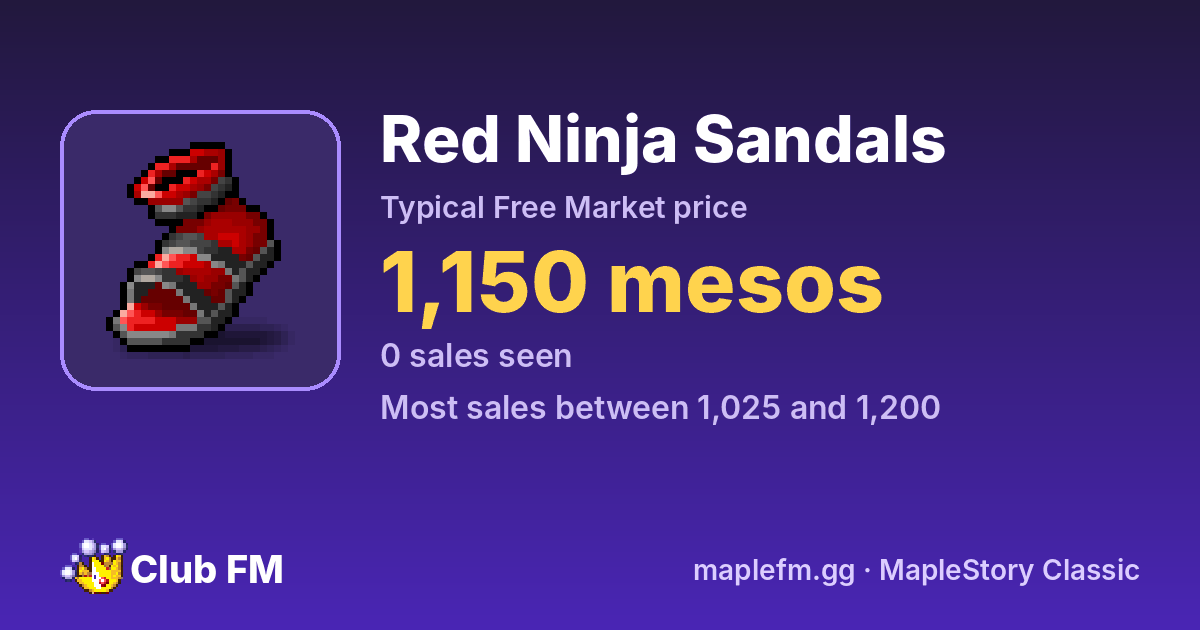 Red Ninja Sandals
Typical Free Market price
1,150 mesos
0 sales seen
Most sales between 1,025 and 1,200
Club FM
maplefm.gg · MapleStory Classic